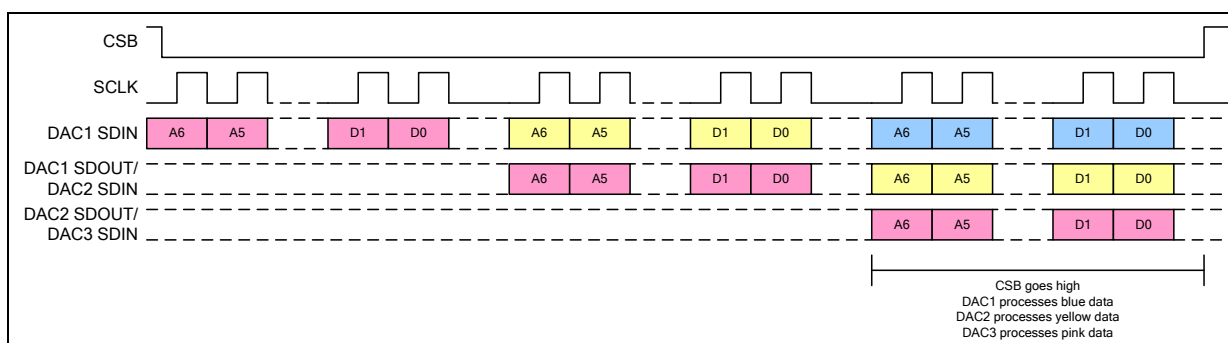 CSB
SCLK
DAC1 SDIN
A6 A5 D1 D0 A6 A5 D1 D0 A6 A5 D1 D0
DAC1 SDOUT/
DAC2 SDIN
A6 A5 D1 D0 A6 A5 D1 D0
DAC2 SDOUT/
DAC3 SDIN
A6 A5 D1 D0
CSB goes high
DAC1 processes blue data
DAC2 processes yellow data
DAC3 processes pink data